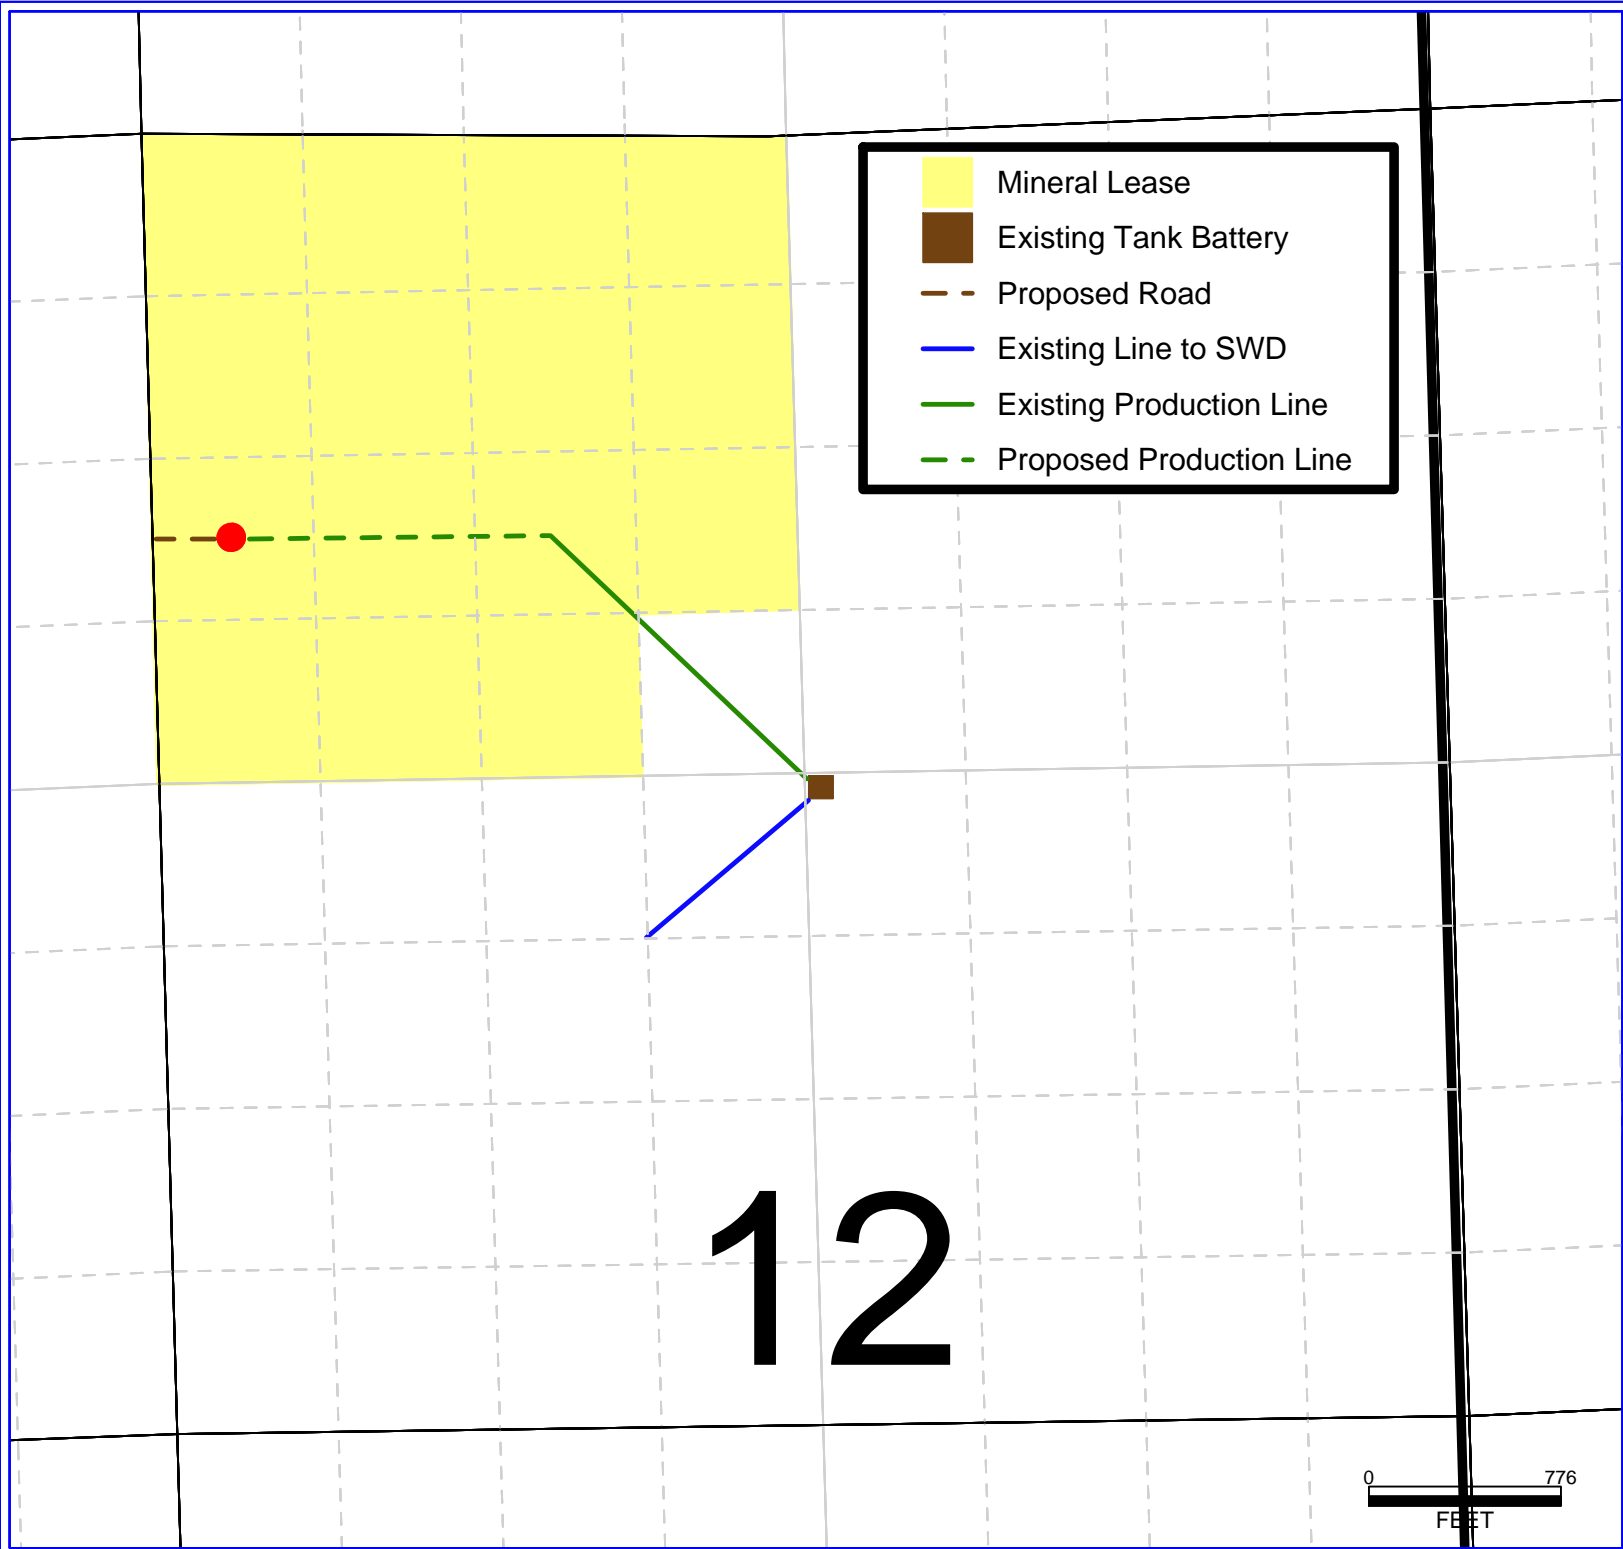 Mineral Lease
Existing Tank Battery
Proposed Road
Existing Line to SWD
Existing Production Line
Proposed Production Line
12
0 776
FEET